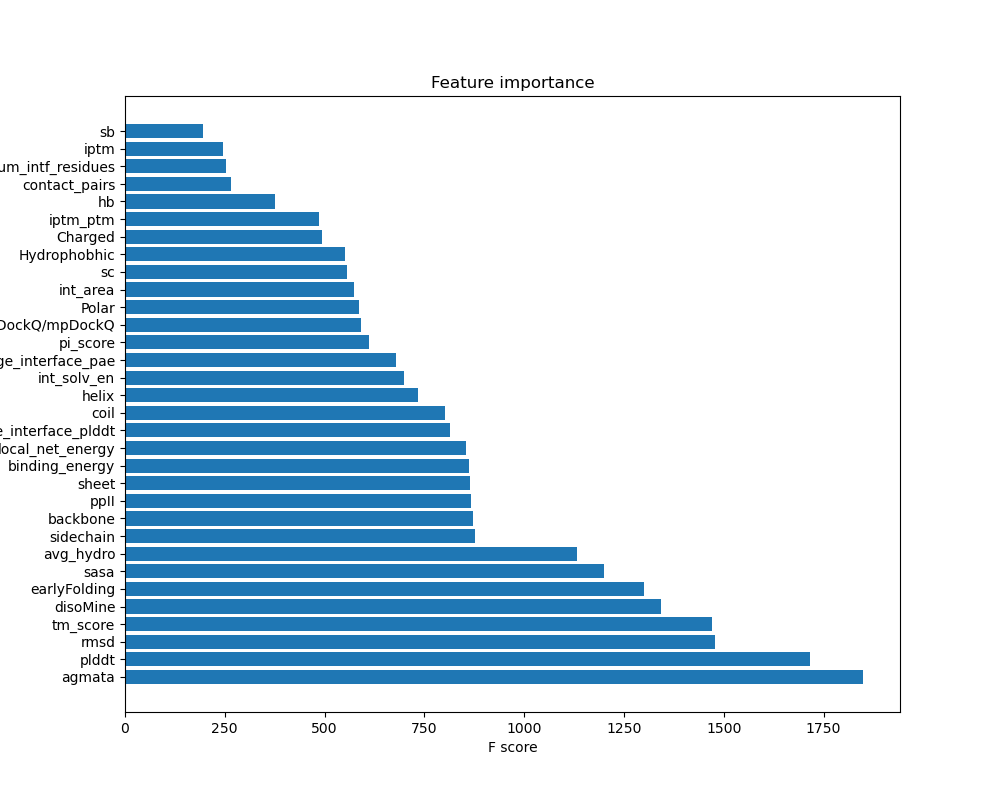 Feature importance
sb
iptm
um_intf_residues
contact_pairs
hb
iptm_ptm
Charged
Hydrophobhic
sc
int_area
Polar
DockQ/mpDockQ
pi_score
ge_interface_pae
int_solv_en
helix
coil
e_interface_plddt
local_net_energy
binding_energy
sheet
ppII
backbone
sidechain
avg_hydro
sasa
earlyFolding
disoMine
tm_score
rmsd
plddt
agmata
0 250 500 750 1000 1250 1500 1750
F score